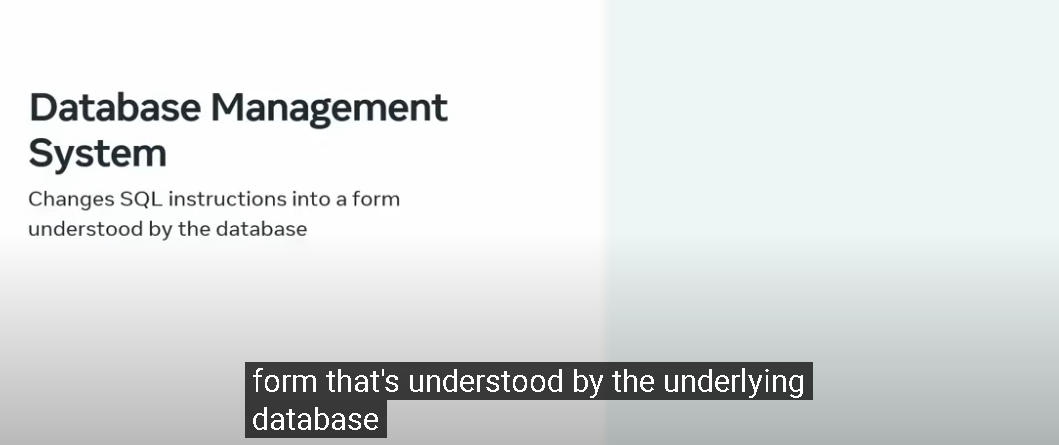 Database Management
System
Changes SQL instructions into a form
understood by the database
form that's understood by the underlying
database